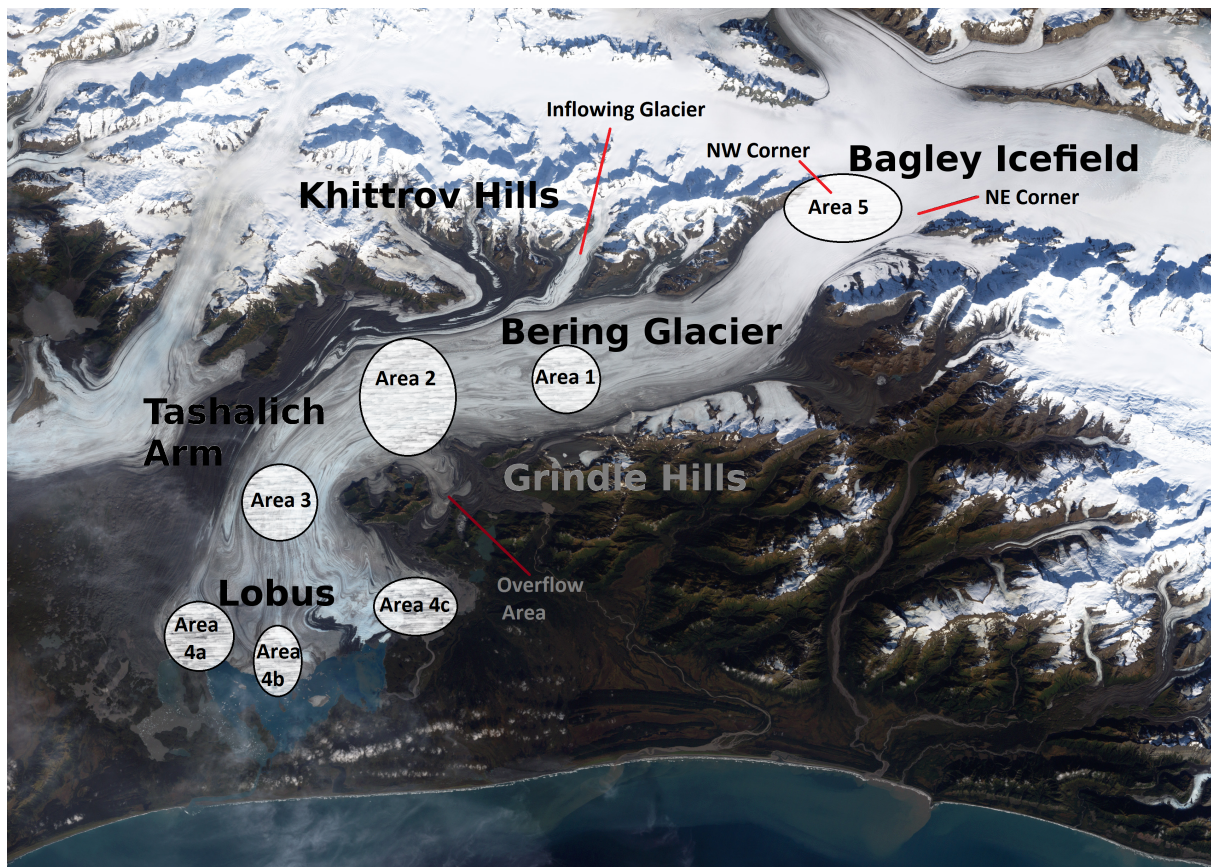 Inflowing Glacier
NW Corner
Bagley Icefield
Khittrov Hills
NE Corner
Area 5
Bering Glacier
Area 2
Area 1
Tashalich
Arm
Grindle Hills
Area 3
Overflow
Area
Lobus
Area 4c
Area
4a
Area
4b